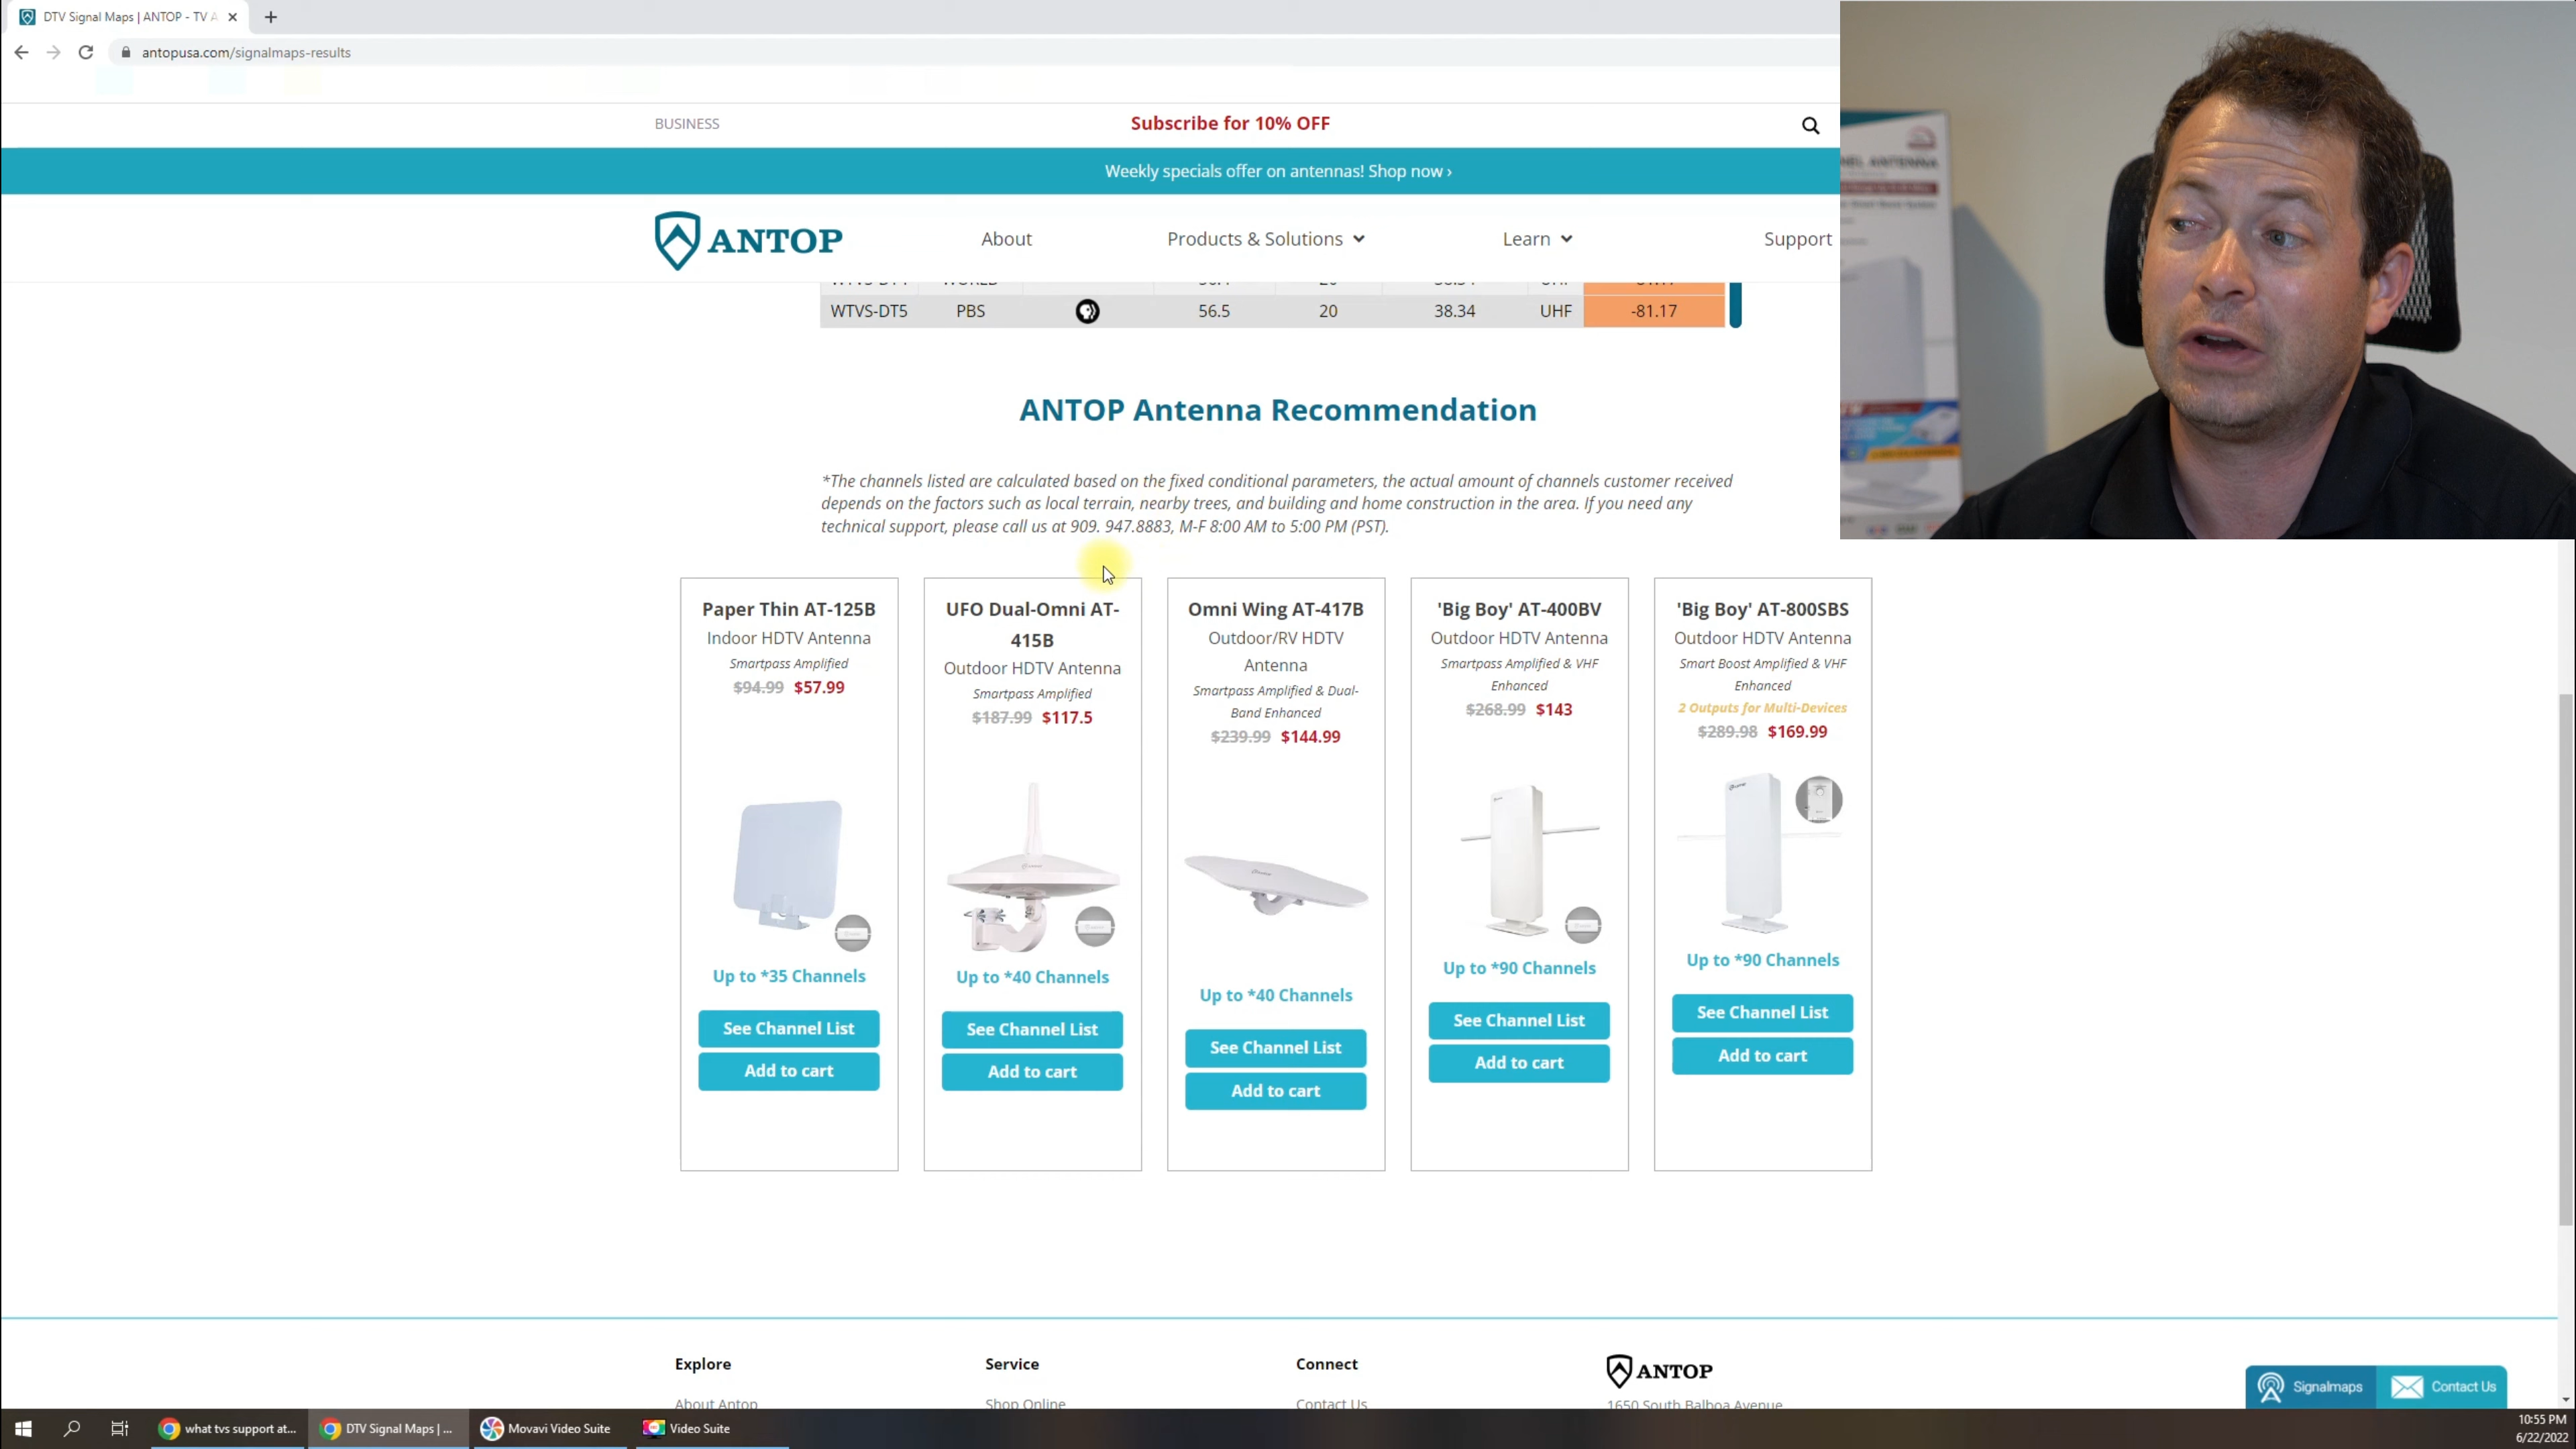 DTV Signal Maps | ANTOP - TV A
antopusa.com/signalmaps-results
BUSINESS
Subscribe for 10% OFF
Weekly specials offer on antennas! Shop now ›
ANTOP
About
Products & Solutions
Learn
Support
WTVS-DT5 PBS 56.5 20 38.34 UHF -81.17
ANTOP Antenna Recommendation
*The channels listed are calculated based on the fixed conditional parameters, the actual amount of channels customer received
depends on the factors such as local terrain, nearby trees, and building and home construction in the area. If you need any
technical support, please call us at 909. 947.8883, M-F 8:00 AM to 5:00 PM (PST).
Paper Thin AT-125B
Indoor HDTV Antenna
Smartpass Amplified
$94.99 $57.99
Up to *35 Channels
See Channel List
Add to cart
UFO Dual-Omni AT-
415B
Outdoor HDTV Antenna
Smartpass Amplified
$187.99 $117.5
Up to *40 Channels
See Channel List
Add to cart
Omni Wing AT-417B
Outdoor/RV HDTV
Antenna
Smartpass Amplified & Dual-
Band Enhanced
$239.99 $144.99
Up to *40 Channels
See Channel List
Add to cart
'Big Boy' AT-400BV
Outdoor HDTV Antenna
Smartpass Amplified & VHF
Enhanced
$268.99 $143
Up to *90 Channels
See Channel List
Add to cart
'Big Boy' AT-800SBS
Outdoor HDTV Antenna
Smart Boost Amplified & VHF
Enhanced
2 Outputs for Multi-Devices
$289.98 $169.99
Up to *90 Channels
See Channel List
Add to cart
Explore
About Antop
Service
Shop Online
Connect
Contact Us
ANTOP
1650 South Balboa Avenue
Signalmaps
Contact Us
what tvs support at...
DTV Signal Maps | ...
Movavi Video Suite
Video Suite
10:55 PM
6/22/2022